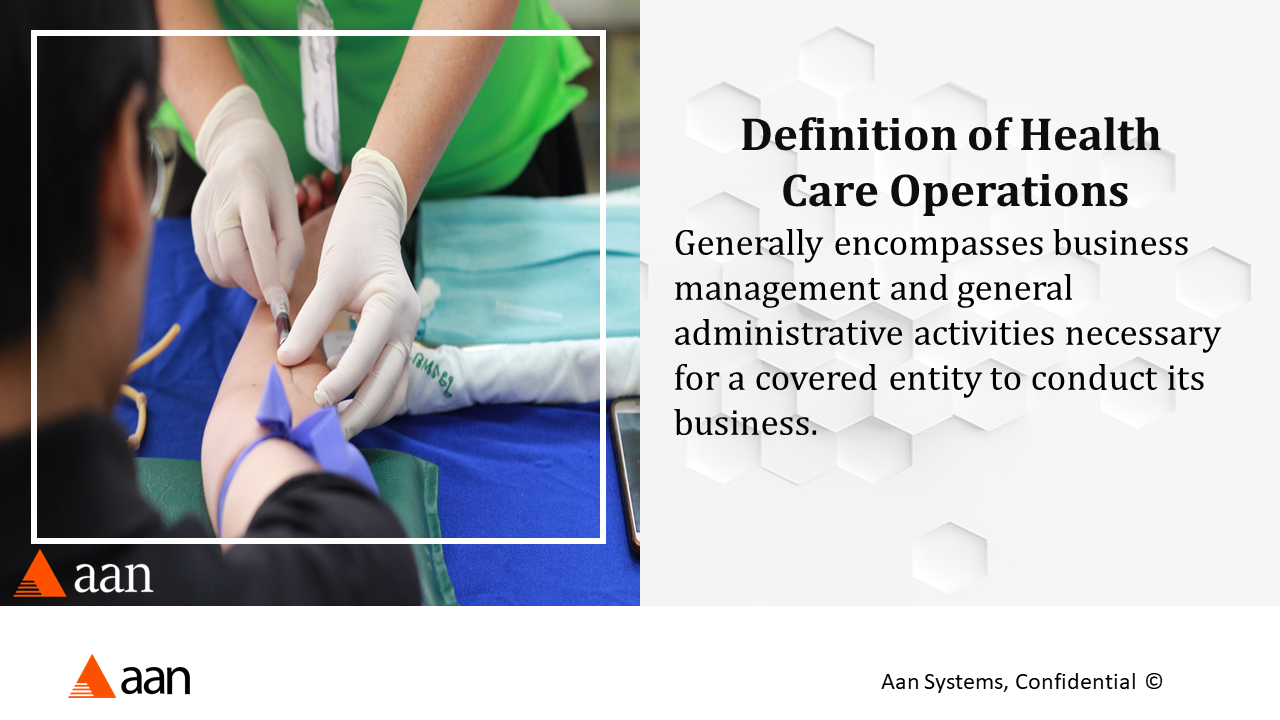 Definition of Health
Care Operations
Generally encompasses business
management and general
administrative activities necessary
for a covered entity to conduct its
business.
aan
aan
Aan Systems, Confidential ©